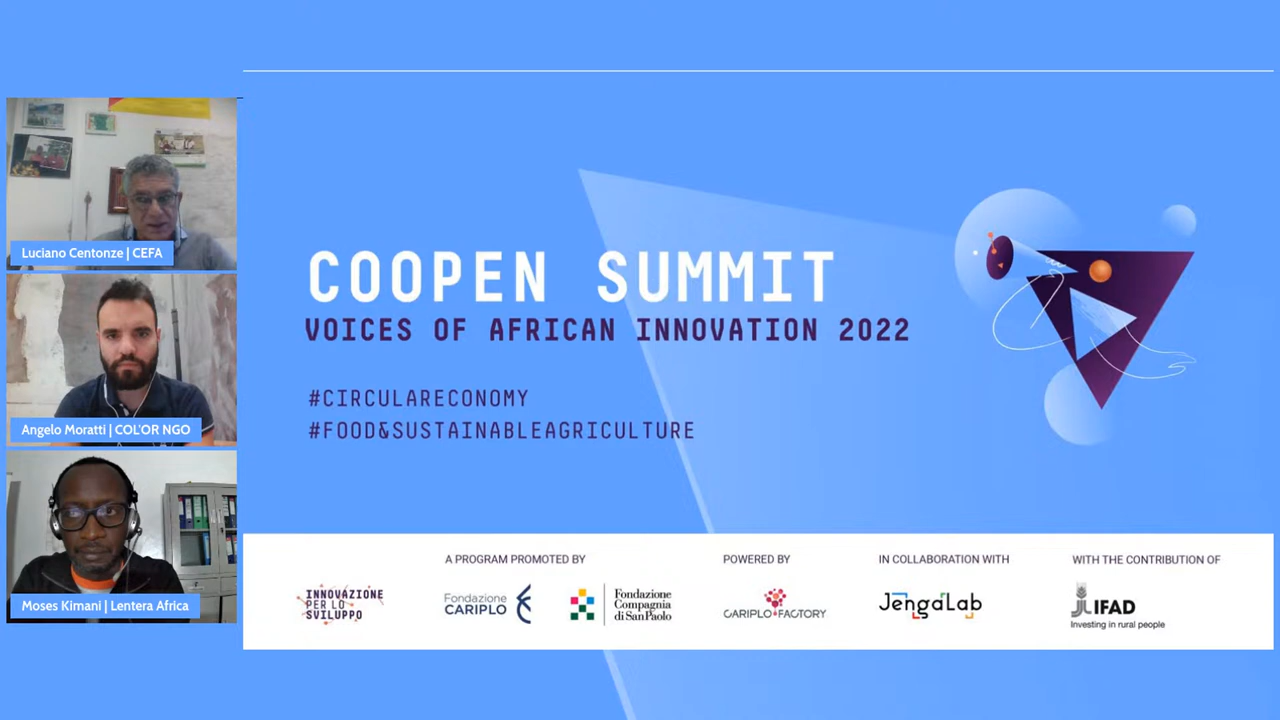 Luciano Centonze | CEFA
Angelo Moratti | COL'OR NGO
Moses Kimani | Lentera Africa
COOPEN SUMMIT
VOICES OF AFRICAN INNOVATION 2022
#CIRCULARECONOMY
#FOOD&SUSTAINABLEAGRICULTURE
INNOVAZIONE
PER LO
SVILUPPO
A PROGRAM PROMOTED BY
Fondazione
CARIPLO
Fondazione
Compagnia
di SanPaolo
POWERED BY
CARIPLO FACTORY
IN COLLABORATION WITH
JengaLab
WITH THE CONTRIBUTION OF
IFAD
Investing in rural people